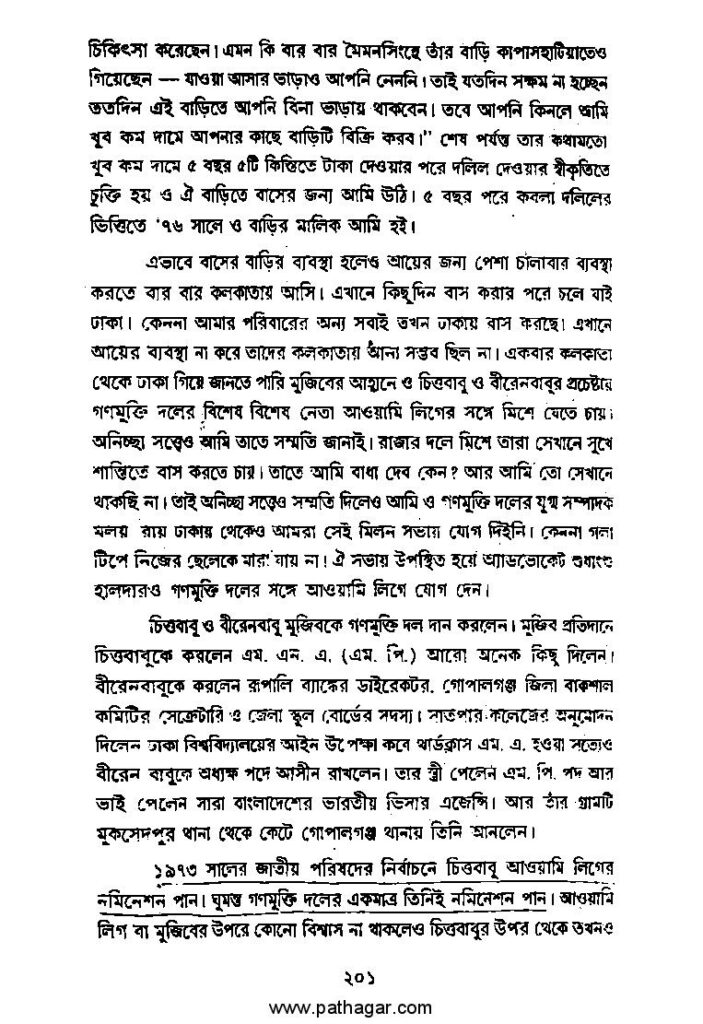 চিকিৎসা করেছেন। এমন কি বার বার মৈমনসিংহে তাঁর বাড়ি কাপাসহাটিয়াতেও
গিয়েছেন — যাওয়া আসার ভাড়াও আপনি নেননি। তাই যতদিন সক্ষম না হচ্ছেন
ততদিন এই বাড়িতে আপনি বিনা ভাড়ায় থাকবেন। তবে আপনি কিনলে আমি
খুব কম দামে আপনার কাছে বাড়িটি বিক্রি করব।” শেষ পর্যন্ত তার কথামতো
খুব কম দামে ৫ বছর ৫টি কিস্তিতে টাকা দেওয়ার পরে দলিল দেওয়ার স্বীকৃতিতে
চুক্তি হয় ও ঐ বাড়িতে বাসের জন্য আমি উঠি। ৫ বছর পরে কবলা দলিলের
ভিত্তিতে '৭৬ সালে ও বাড়ির মালিক আমি হই।
এভাবে বাসের বাড়ির ব্যবস্থা হলেও আয়ের জন্য পেশা চালাবার ব্যবস্থা
করতে বার বার কলকাতায় আসি। এখানে কিছুদিন বাস করার পরে চলে যাই
ঢাকা। কেননা আমার পরিবারের অন্য সবাই তখন ঢাকায় বাস করছে। এখানে
আয়ের ব্যবস্থা না করে তাদের কলকাতায় আনা সম্ভব ছিল না। একবার কলকাতা
থেকে ঢাকা গিয়ে জানতে পারি মুজিবের আহ্বানে ও চিত্তবাবু ও বীরেনবাবুর প্রচেষ্টায়
গণমুক্তি দলের বিশেষ বিশেষ নেতা আওয়ামি লিগের সঙ্গে মিশে যেতে চায়।
অনিচ্ছা সত্ত্বেও আমি তাতে সম্মতি জানাই। রাজার দলে মিশে তারা সেখানে সুখে
শান্তিতে বাস করতে চায়। তাতে আমি বাধা দেব কেন? আর আমি তো সেখানে
থাকছি না। তাই অনিচ্ছা সত্ত্বেও সম্মতি দিলেও আমি ও গণমুক্তি দলের যুগ্ম সম্পাদক
মলয় রায় ঢাকায় থেকেও আমরা সেই মিলন সভায় যোগ দিইনি। কেননা গলা
টিপে নিজের ছেলেকে মারা যায় না। ঐ সভায় উপস্থিত হয়ে অ্যাডভোকেট শুধাংশু
হালদারও গণমুক্তি দলের সঙ্গে আওয়ামি লিগে যোগ দেন।
চিত্তবাবু ও বীরেনবাবু মুজিবকে গণমুক্তি দল দান করলেন। মুজিব প্রতিদানে
চিত্তবাবুকে করলেন এম. এন. এ. (এম. পি.) আরো অনেক কিছু দিলেন।
বীরেনবাবুকে করলেন রূপালি ব্যাঙ্কের ডাইরেকটর, গোপালগঞ্জ জিলা বাকশাল
কমিটির সেক্রেটারি ও জেলা স্কুল বোর্ডের সদস্য। সাতপার কলেজের অনুমোদন
দিলেন ঢাকা বিশ্ববিদ্যালয়ের আইন উপেক্ষা করে থার্ডক্লাস এম. এ. হওয়া সত্যেও
বীরেন বাবুকে অধ্যক্ষ পদে আসীন রাখলেন। তার স্ত্রী পেলেন এম. পি. পদ আর
ভাই পেলেন সারা বাংলাদেশের ভারতীয় ভিসার এজেন্সি। আর তাঁর গ্রামটি
মুকসেদপুর থানা থেকে কেটে গোপালগঞ্জ থানায় তিনি আনলেন।
১৯৭৩ সালের জাতীয় পরিষদের নির্বাচনে চিত্তবাবু আওয়ামি লিগের
নমিনেশন পান। ঘুমন্ত গণমুক্তি দলের একমাত্র তিনিই নমিনেশন পান। আওয়ামি
লিগ বা মুজিবের উপরে কোনো বিশ্বাস না থাকলেও চিত্তবাবুর উপর থেকে তখনও
২০১
www.pathagar.com